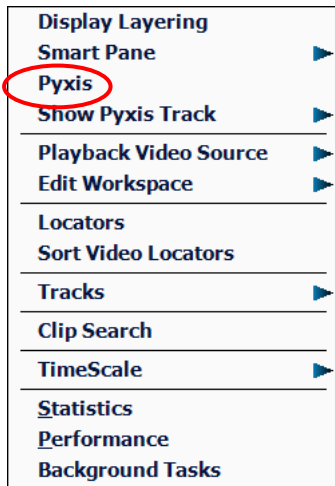 Display Layering
Smart Pane
Pyxis
Show Pyxis Track
Playback Video Source
Edit Workspace
Locators
Sort Video Locators
Tracks
Clip Search
TimeScale
Statistics
Performance
Background Tasks